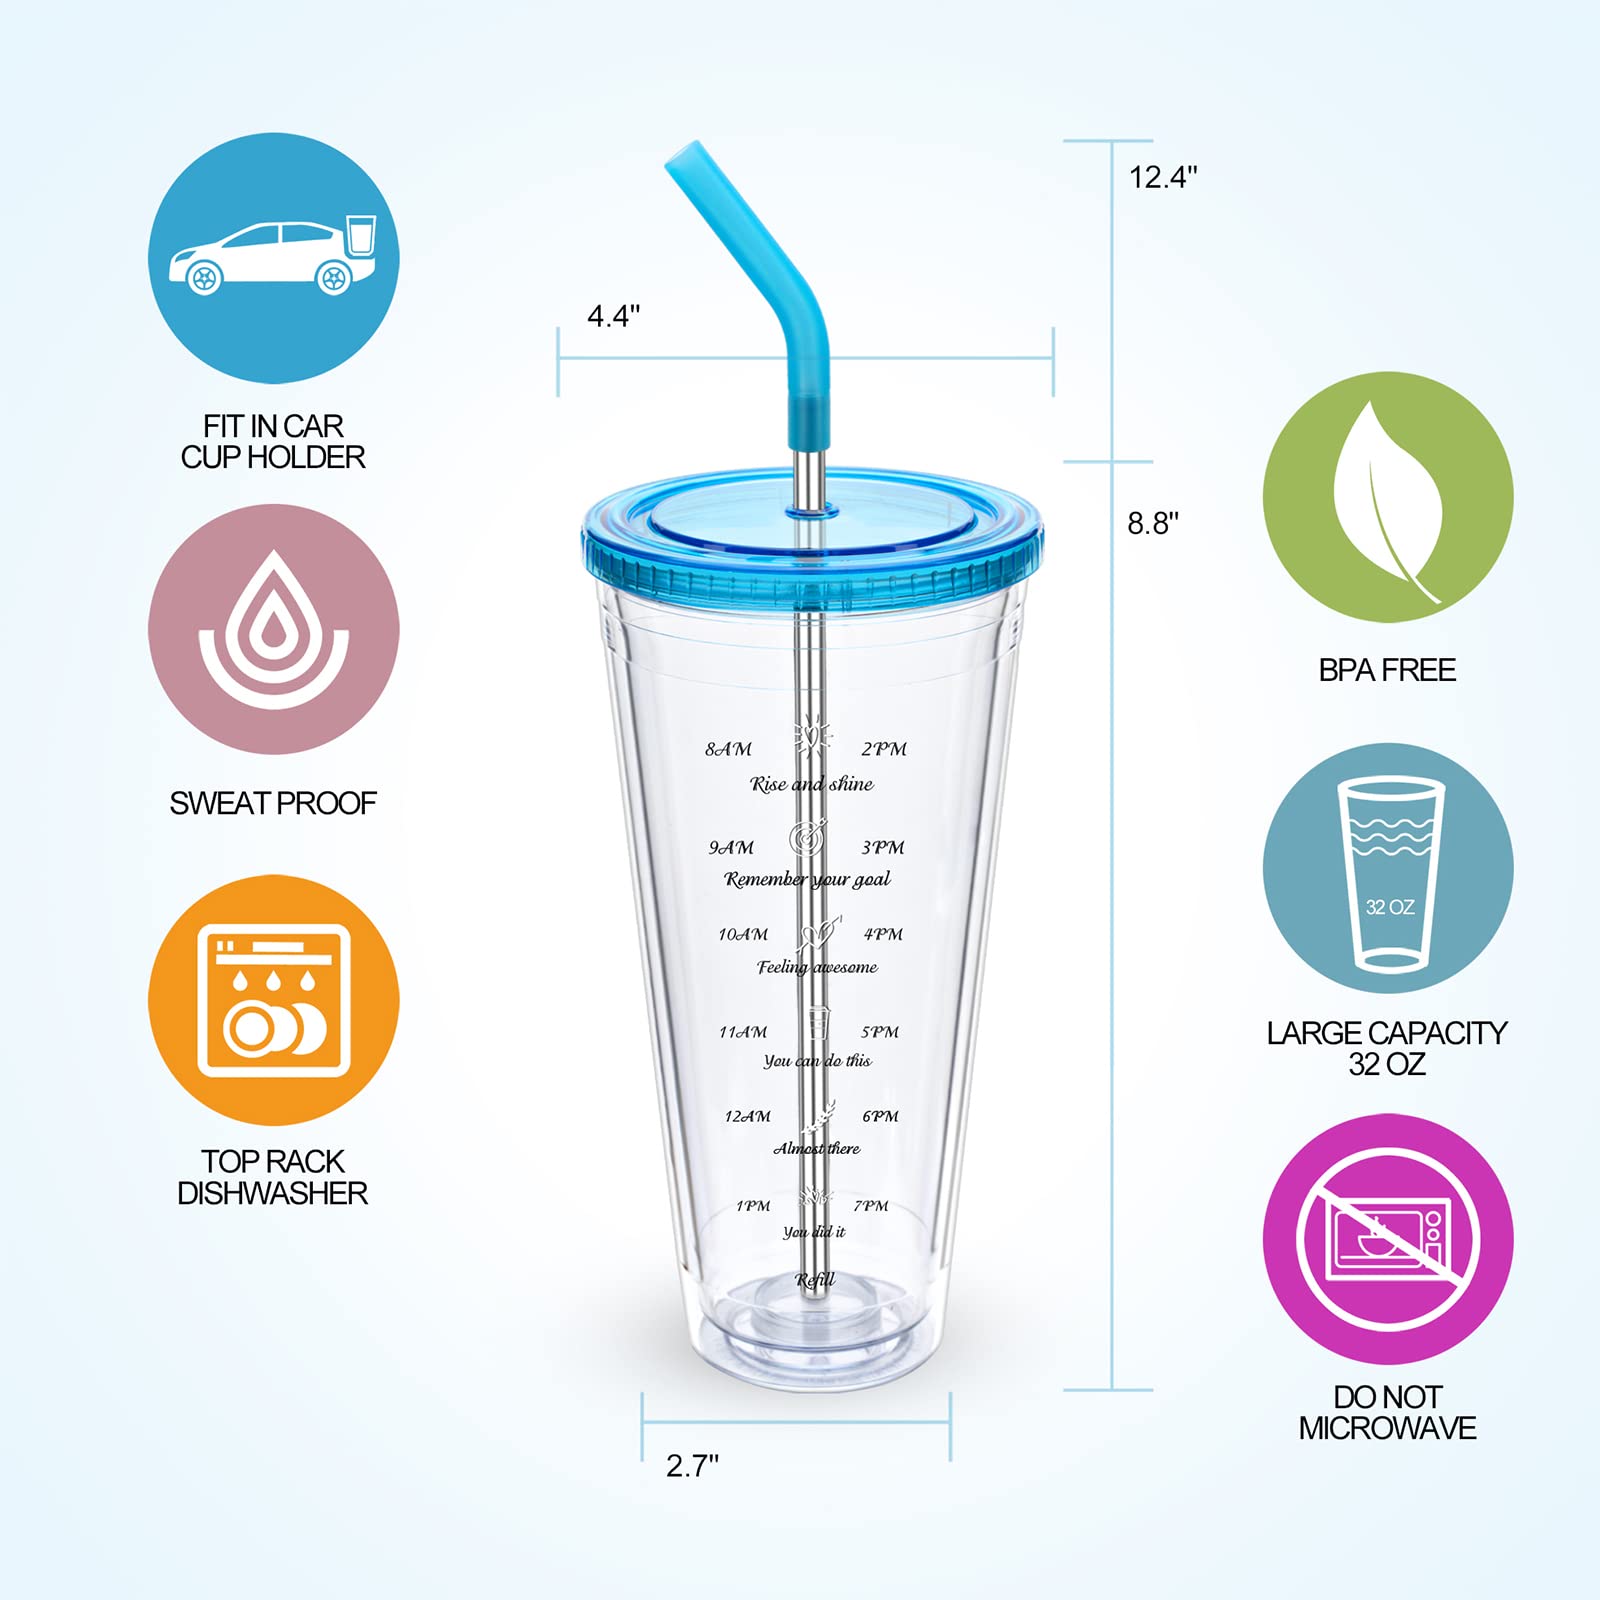 12.4"
4.4"
8.8"
2.7"
FIT IN CAR
CUP HOLDER
SWEAT PROOF
TOP RACK
DISHWASHER
8AM 2PM
Rise and shine
9AM 3PM
Remember your goal
10AM 4PM
Feeling awesome
11AM 5PM
You can do this
12AM 6PM
Almost there
1PM 7PM
You did it
Refill
BPA FREE
32 OZ
LARGE CAPACITY
32 OZ
DO NOT
MICROWAVE